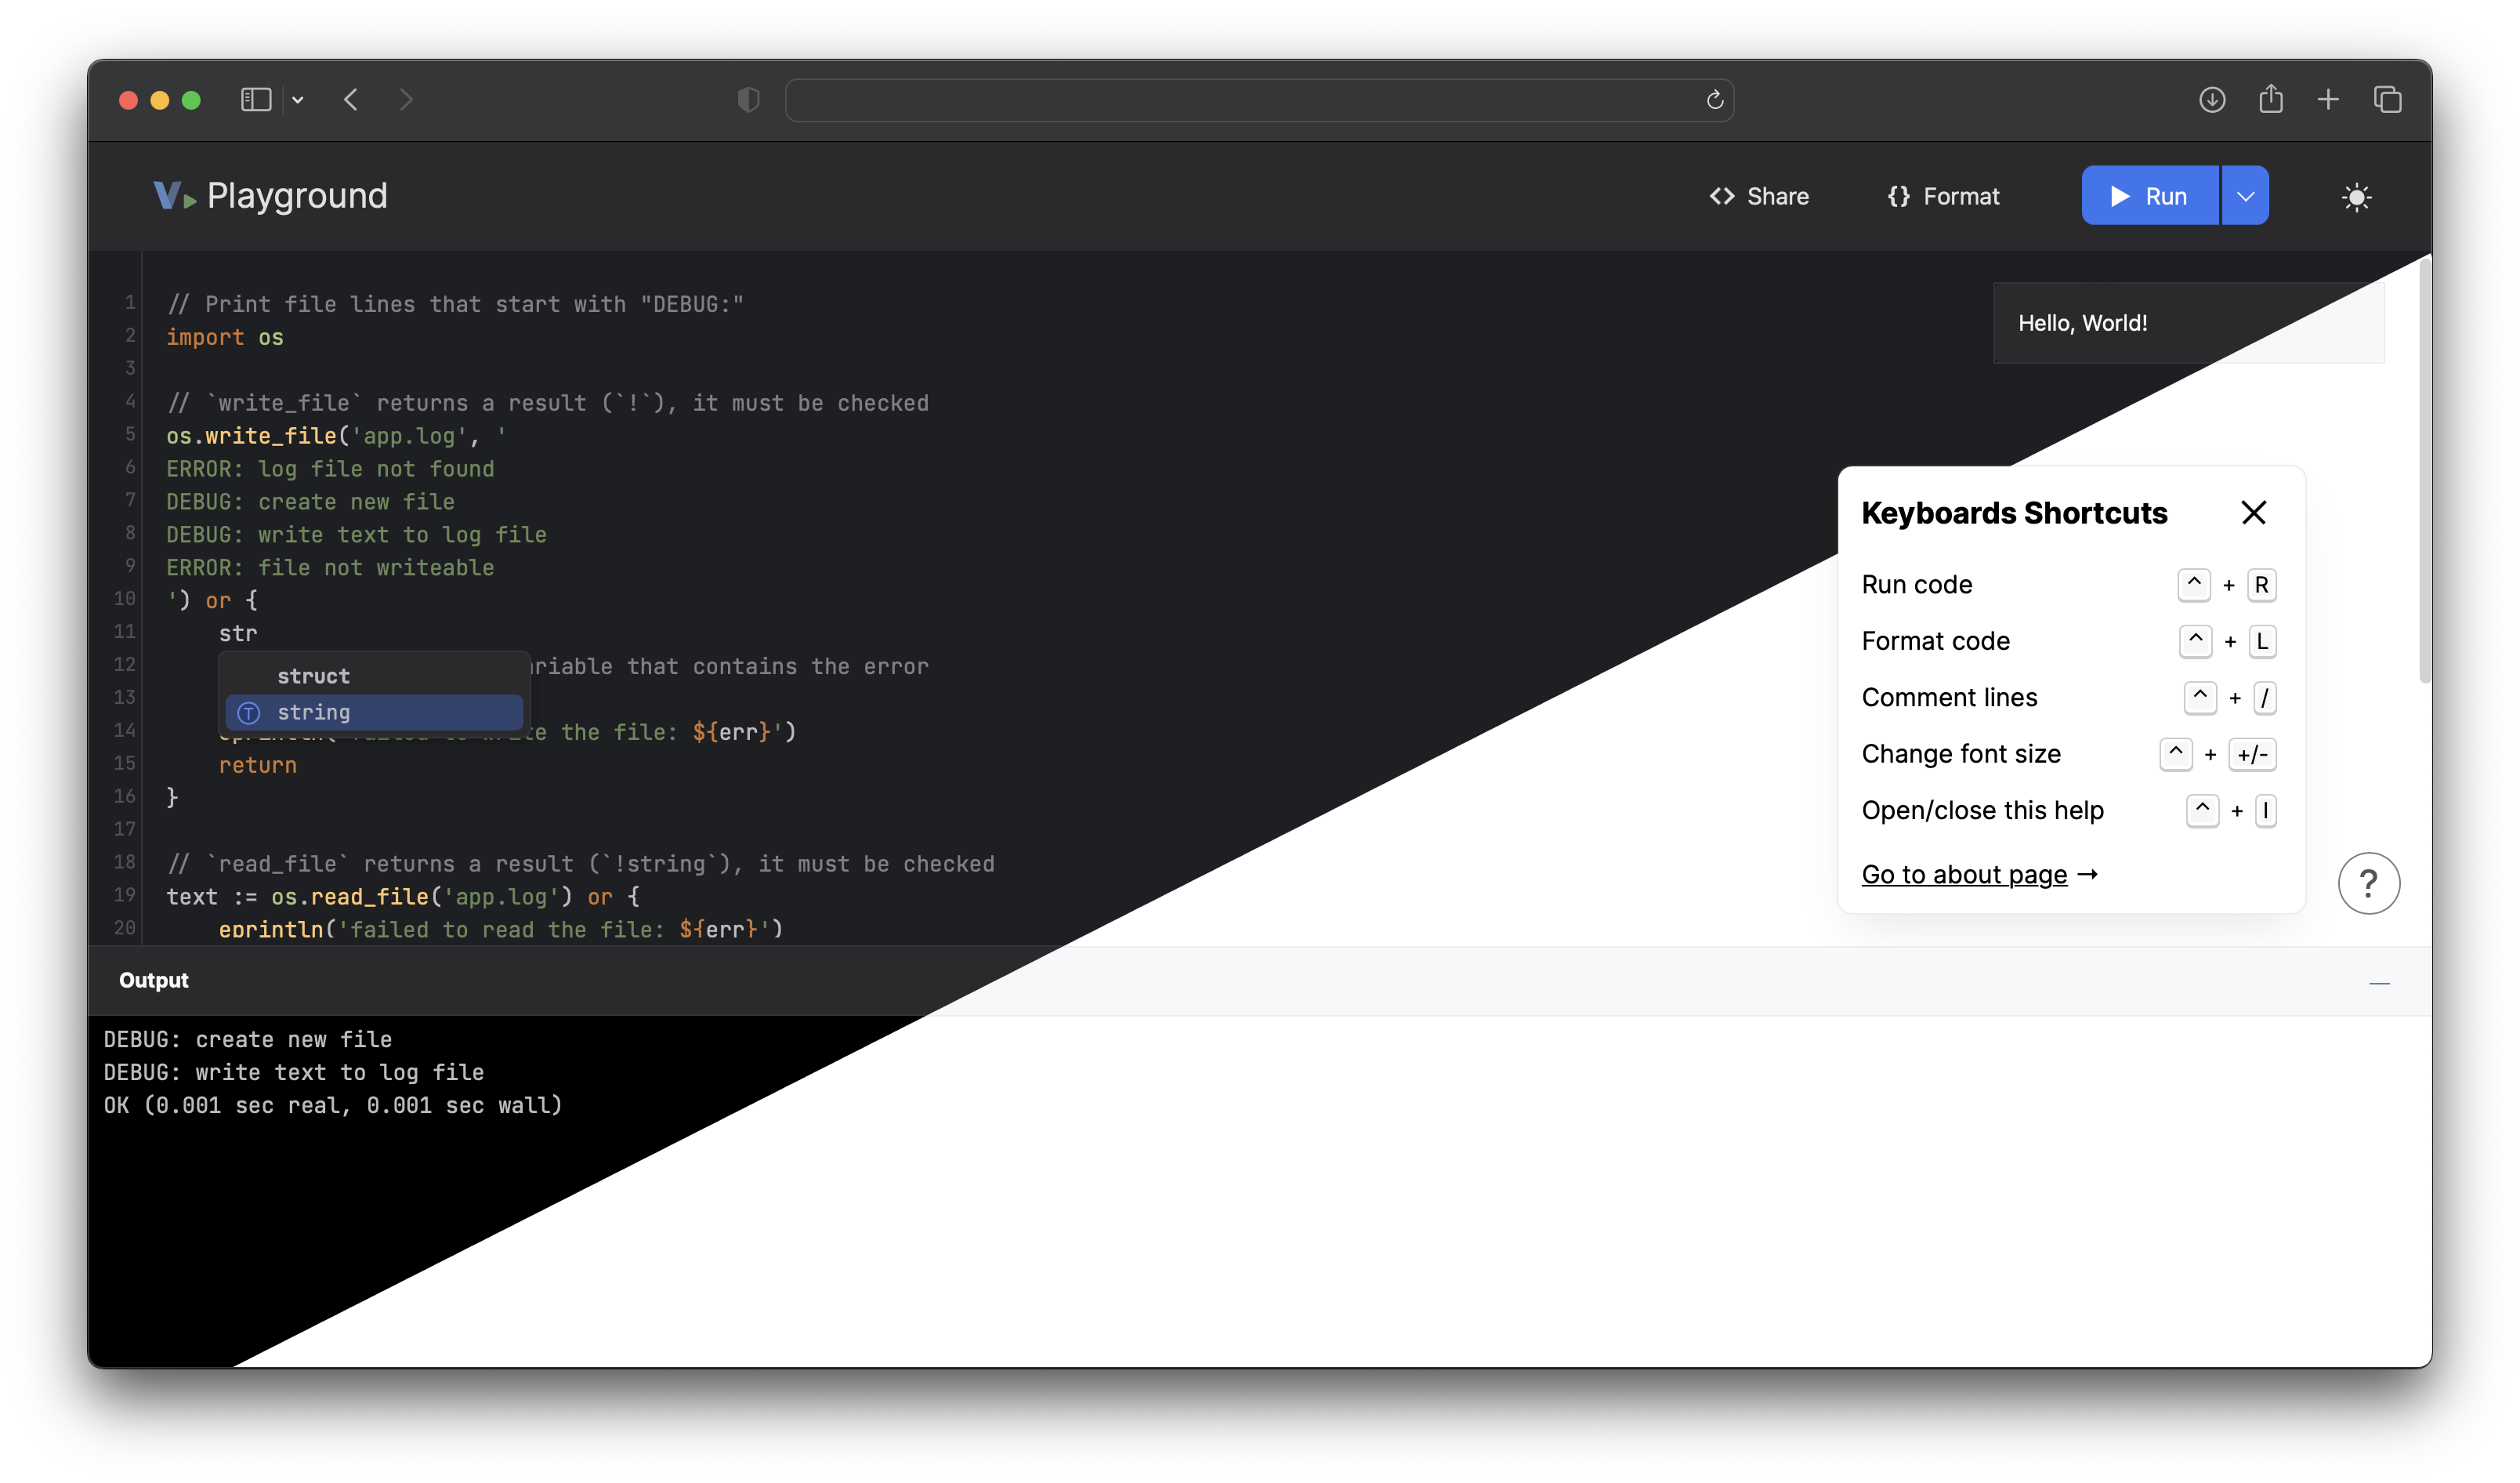 V Playground
<> Share
{} Format
Run
1 // Print file lines that start with "DEBUG:"
2 import os
3
4 // `write_file` returns a result (`!`), it must be checked
5 os.write_file('app.log', '
6 ERROR: log file not found
7 DEBUG: create new file
8 DEBUG: write text to log file
9 ERROR: file not writeable
10 ') or {
11 str
12 riable that contains the error
13
14 the file: ${err}')
15 return
16 }
17
18 // `read_file` returns a result (`!string`), it must be checked
19 text := os.read_file('app.log') or {
20 eprintln('failed to read the file: ${err}')
struct
T string
Hello, World!
Keyboards Shortcuts
Run code ^ + R
Format code ^ + L
Comment lines ^ + /
Change font size ^ + +/-
Open/close this help ^ + I
Go to about page →
?
Output
DEBUG: create new file
DEBUG: write text to log file
OK (0.001 sec real, 0.001 sec wall)